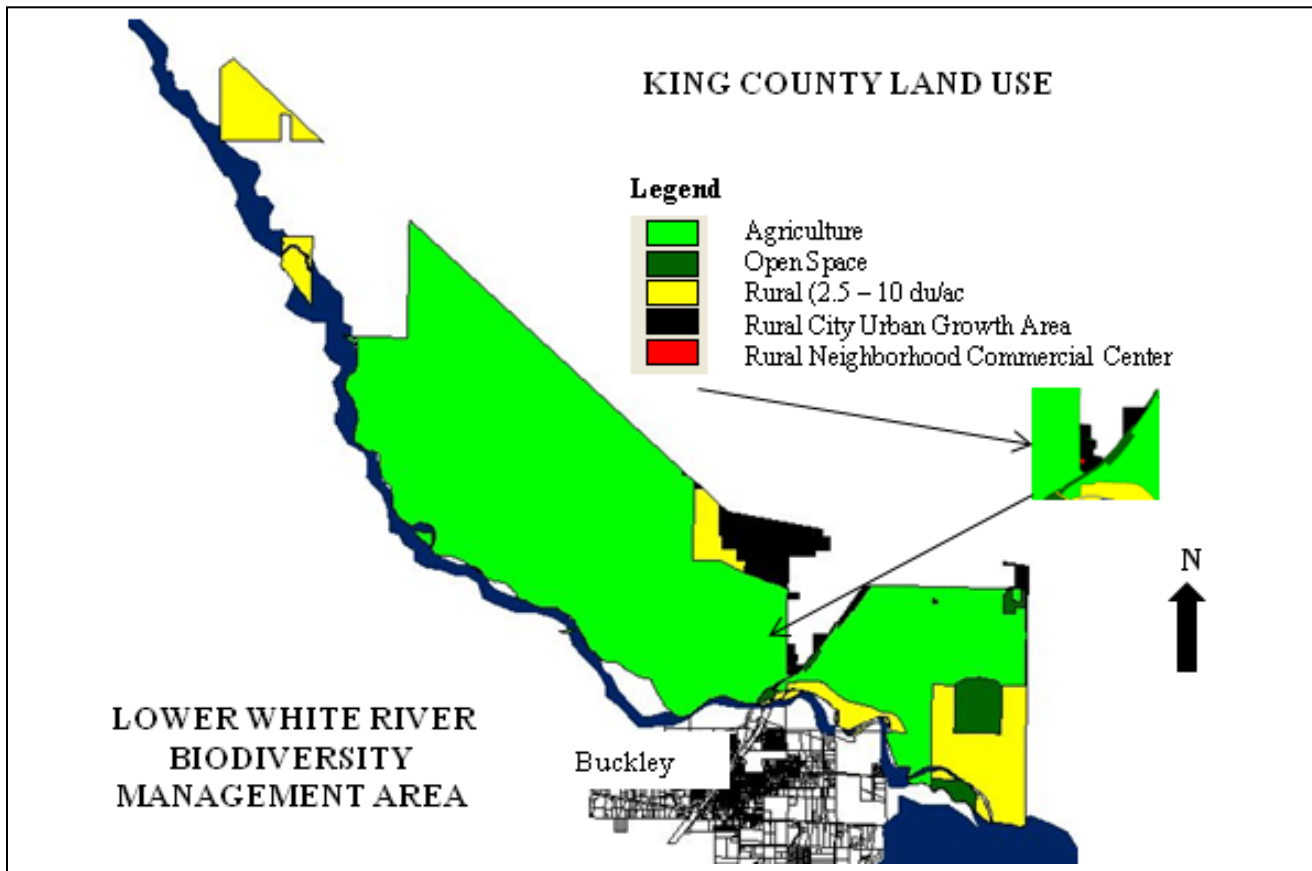 KING COUNTY LAND USE
Legend
Agriculture
Open Space
Rural (2.5 – 10 du/ac
Rural City Urban Growth Area
Rural Neighborhood Commercial Center
N
LOWER WHITE RIVER
BIODIVERSITY
MANAGEMENT AREA
Buckley